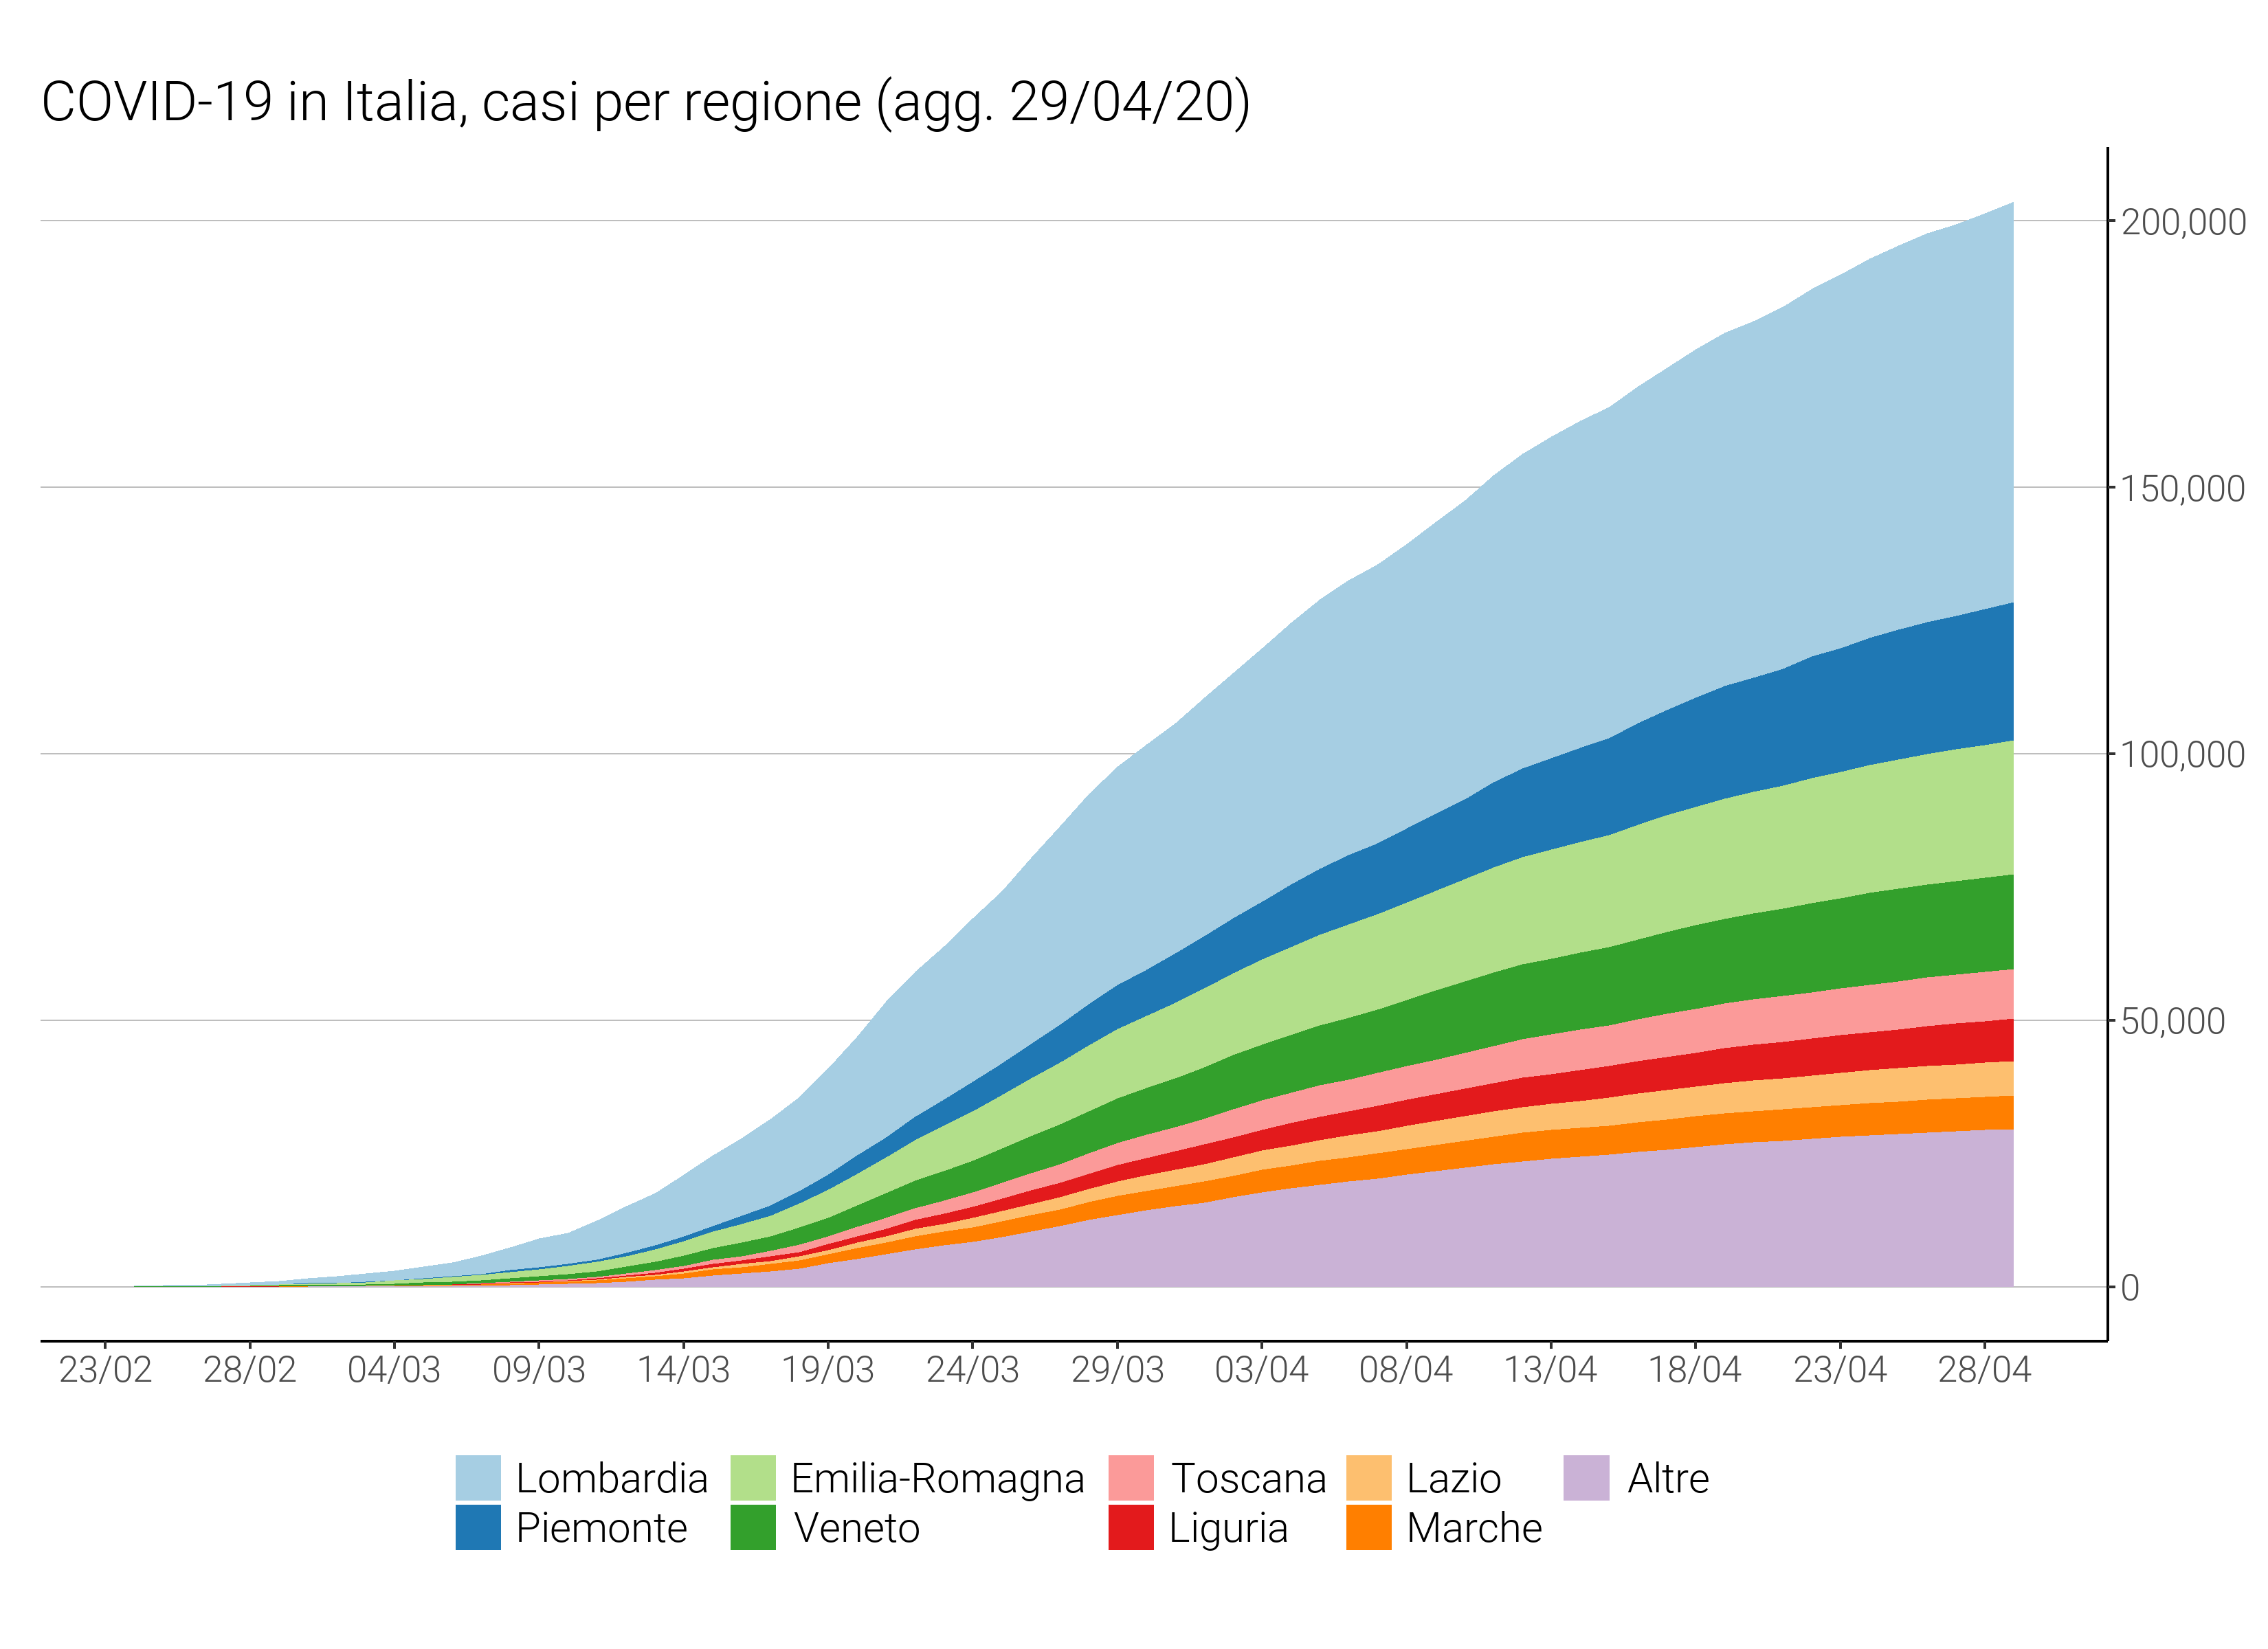 COVID-19 in Italia, casi per regione (agg. 29/04/20)
200,000
150,000
100,000
50,000
0
23/02 28/02 04/03 09/03 14/03 19/03 24/03 29/03 03/04 08/04 13/04 18/04 23/04 28/04
Lombardia Emilia-Romagna Toscana Lazio Altre
Piemonte Veneto Liguria Marche